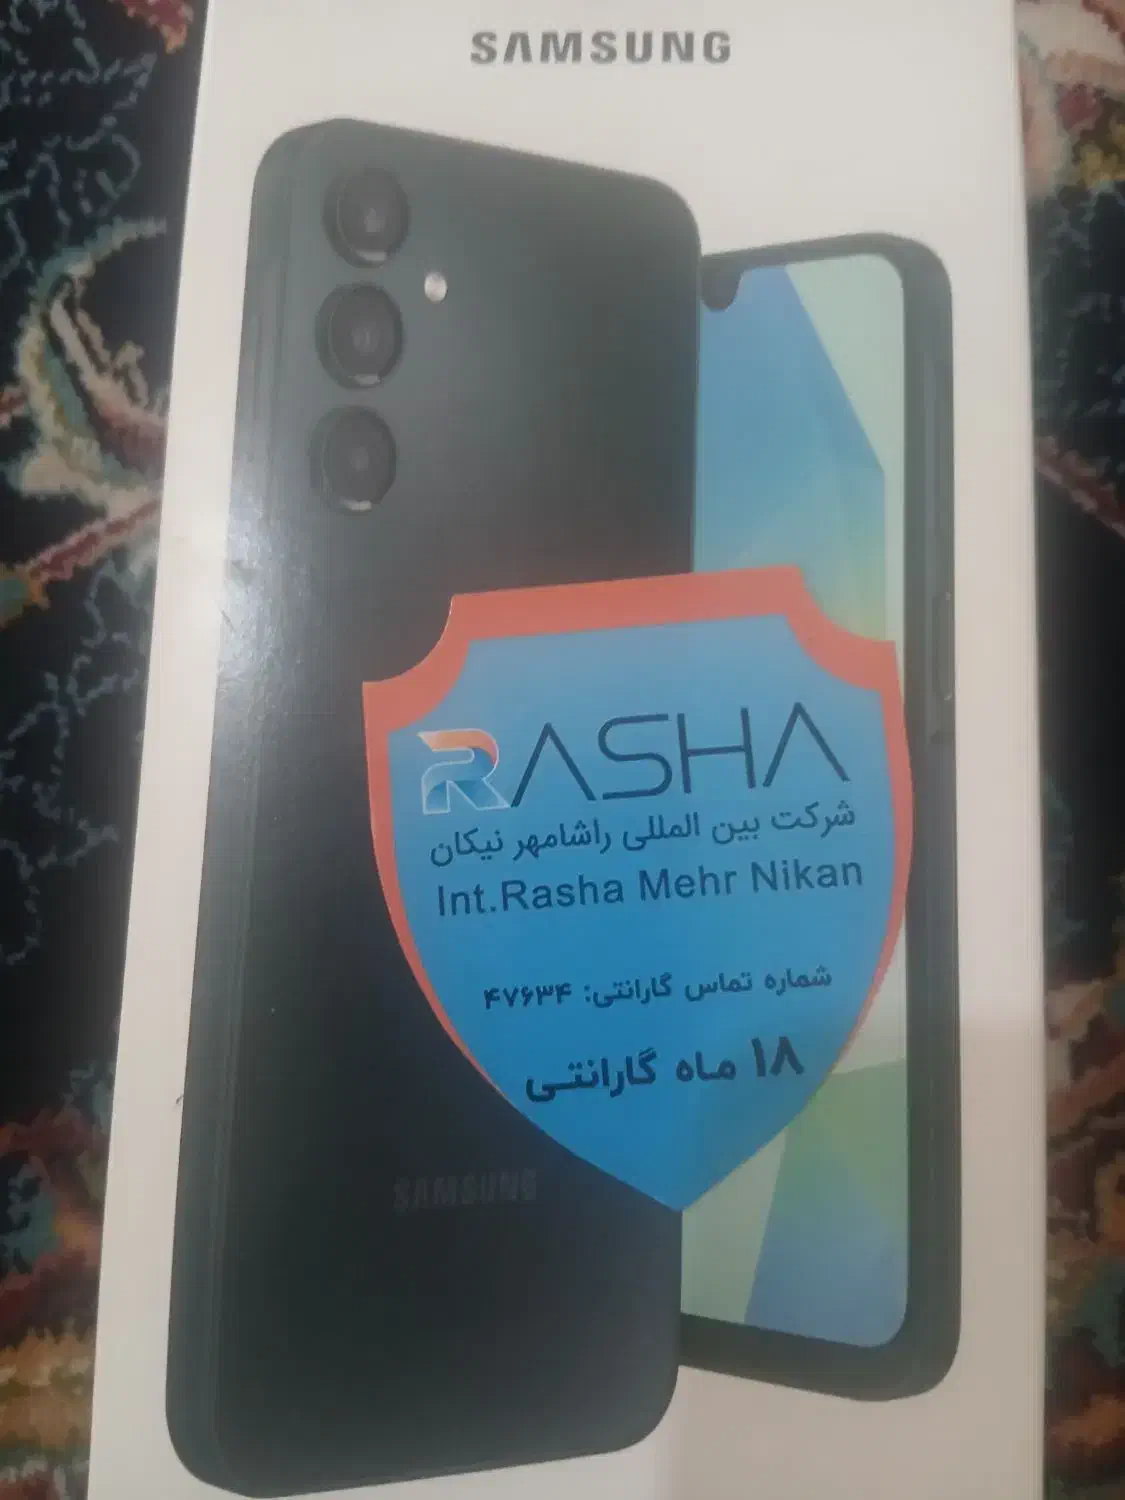 SAMSUNG
RASHA
شرکت بین المللی راشامهر نیکان
Int.Rasha Mehr Nikan
شماره تماس گارانتی: ۴۷۶۳۴
۱۸ ماه گارانتی
SAMSUNG